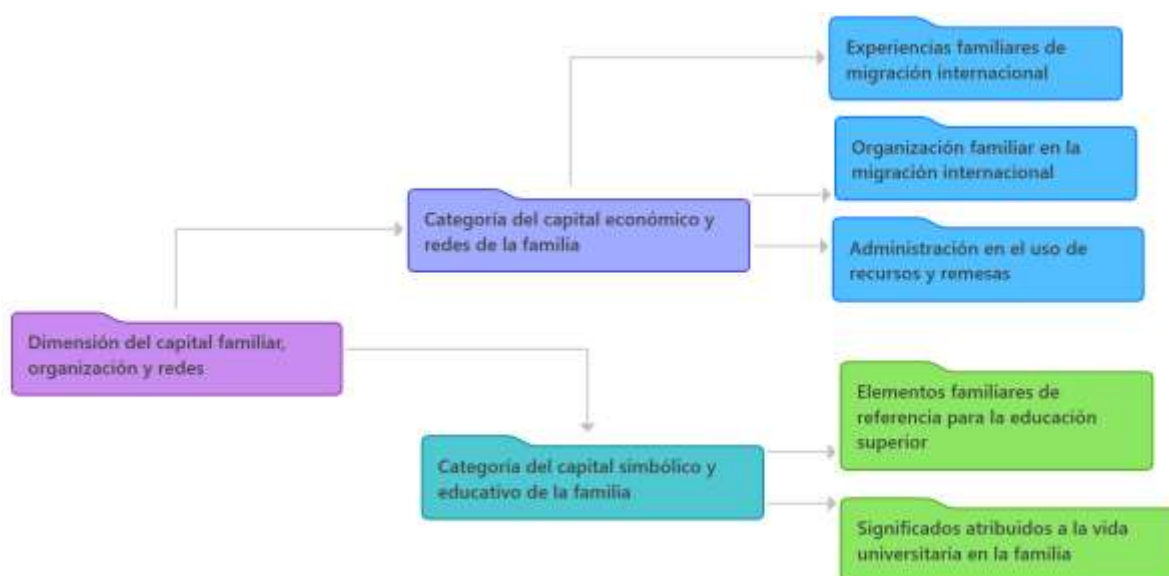 Experiencias familiares de
migración internacional
Organización familiar en la
migración internacional
Categoría del capital económico y
redes de la familia
Administración en el uso de
recursos y remesas
Dimensión del capital familiar,
organización y redes
Elementos familiares de
referencia para la educación
superior
Categoría del capital simbólico y
educativo de la familia
Significados atribuidos a la vida
universitaria en la familia